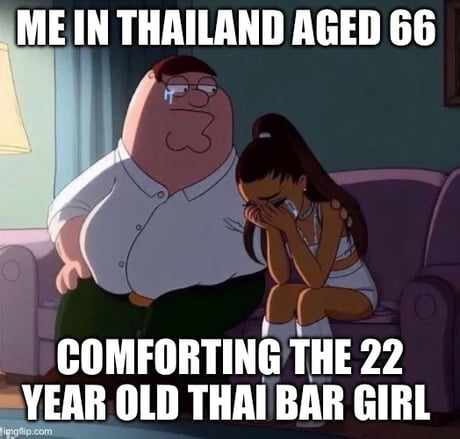 ME IN THAILAND AGED 66
COMFORTING THE 22
YEAR OLD THAI BAR GIRL
imgflip.com